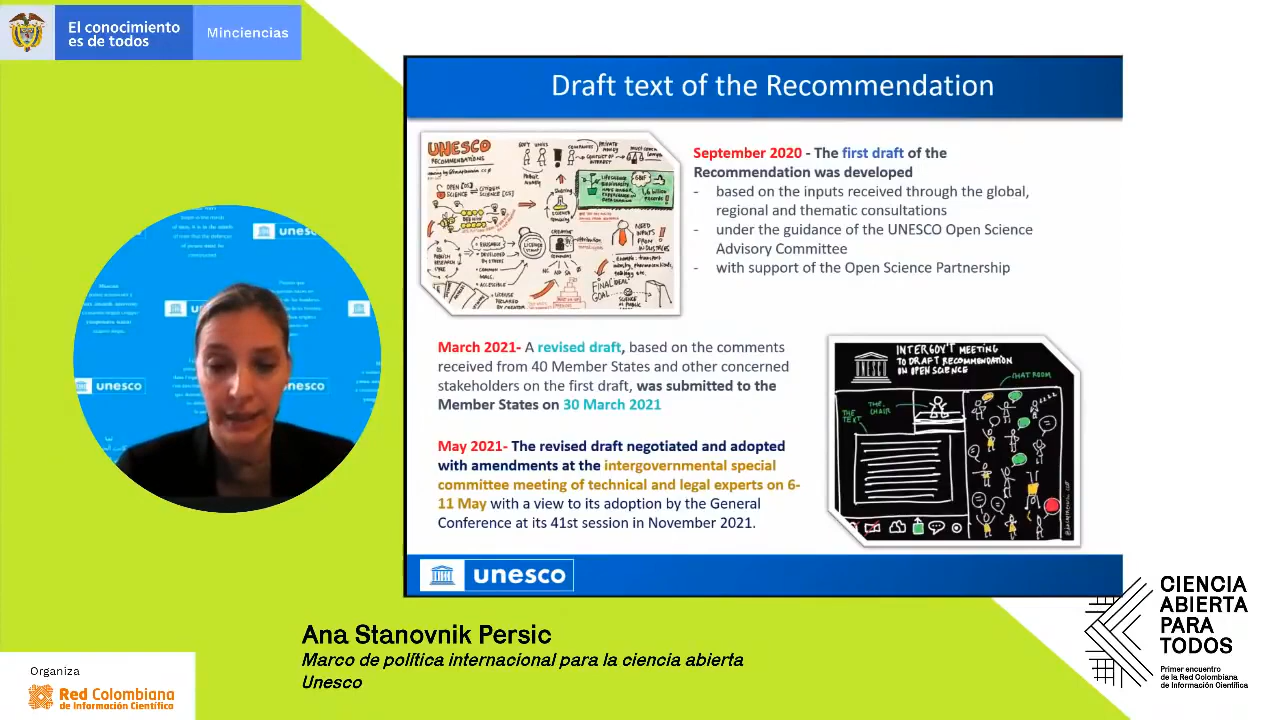 El conocimiento
es de todos
Minciencias
Draft text of the Recommendation
UNESCO
RECOMMENDATIONS
September 2020 - The first draft of the
Recommendation was developed
- based on the inputs received through the global,
regional and thematic consultations
- under the guidance of the UNESCO Open Science
Advisory Committee
- with support of the Open Science Partnership
March 2021- A revised draft, based on the comments
received from 40 Member States and other concerned
stakeholders on the first draft, was submitted to the
Member States on 30 March 2021
May 2021- The revised draft negotiated and adopted
with amendments at the intergovernmental special
committee meeting of technical and legal experts on 6-
11 May with a view to its adoption by the General
Conference at its 41st session in November 2021.
INTERGOV'T MEETING
TO DRAFT RECOMMENDATION
ON OPEN SCIENCE
CHAT ROOM
THE
CHAIR
THE
TEXT
unesco
unesco
unesco
unesco
Ana Stanovnik Persic
Marco de política internacional para la ciencia abierta
Unesco
Organiza
Red Colombiana
de Información Científica
CIENCIA
ABIERTA
PARA
TODOS
Primer encuentro
de la Red Colombiana
de Información Científica